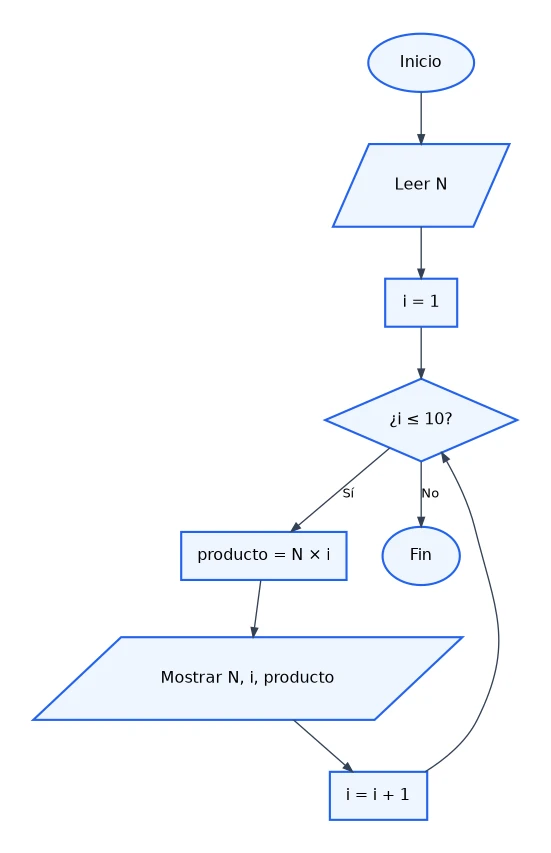 Inicio
Leer N
i = 1
¿i ≤ 10?
Sí
No
producto = N × i
Fin
Mostrar N, i, producto
i = i + 1